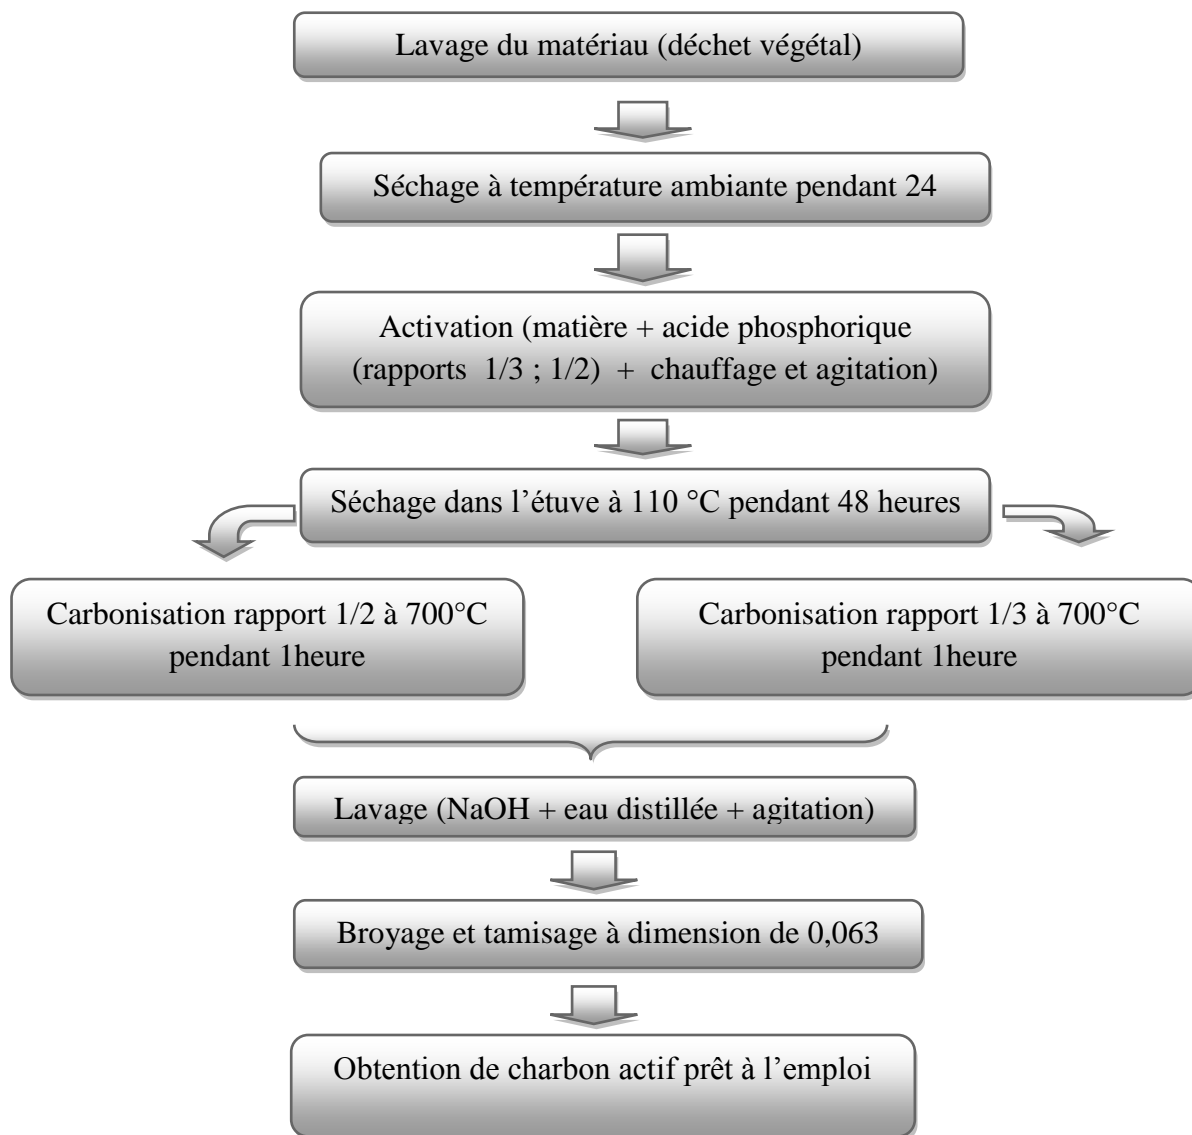 Lavage du matériau (déchet végétal)
Séchage à température ambiante pendant 24
Activation (matière + acide phosphorique
(rapports 1/3 ; 1/2) + chauffage et agitation)
Séchage dans l’étuve à 110 °C pendant 48 heures
Carbonisation rapport 1/2 à 700°C
pendant 1heure
Carbonisation rapport 1/3 à 700°C
pendant 1heure
Lavage (NaOH + eau distillée + agitation)
Broyage et tamisage à dimension de 0,063
Obtention de charbon actif prêt à l’emploi